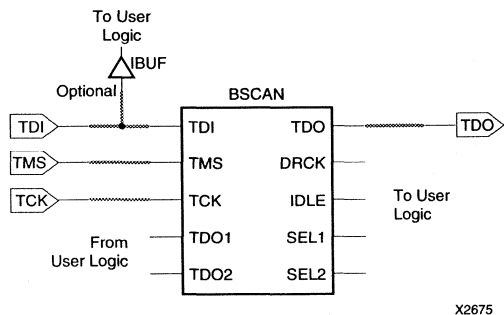 To User
Logic
IBUF
Optional
BSCAN
TDI
TDI
TDO
TDO
TMS
TMS
DRCK
TCK
TCK
IDLE
To User
Logic
From
User Logic
TDO1
SEL1
TDO2
SEL2
X2675